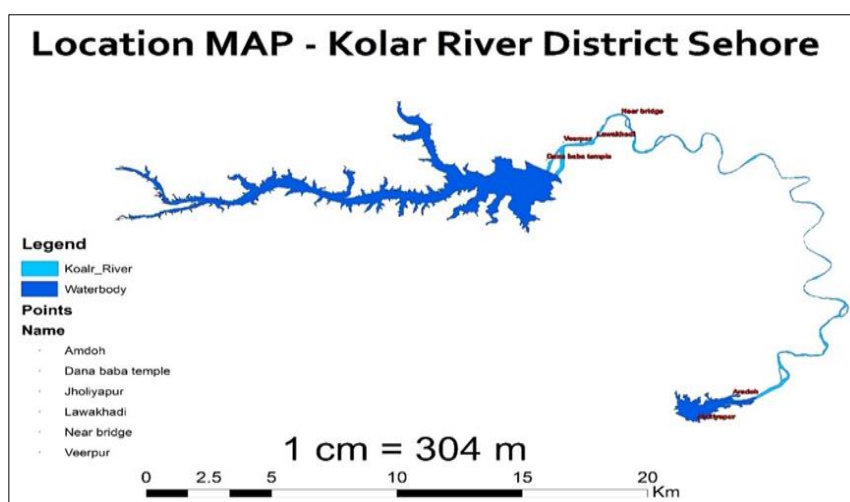 Location MAP - Kolar River District Sehore
Near bridge
Veerpur
Lawakhadi
Dana baba temple
Legend
Koalr_River
Waterbody
Points
Name
Amdoh
Dana baba temple
Jholiyapur
Lawakhadi
Near bridge
Veerpur
Amdoh
Jholiyapur
1 cm = 304 m
0 2.5 5 10 15 20
Km